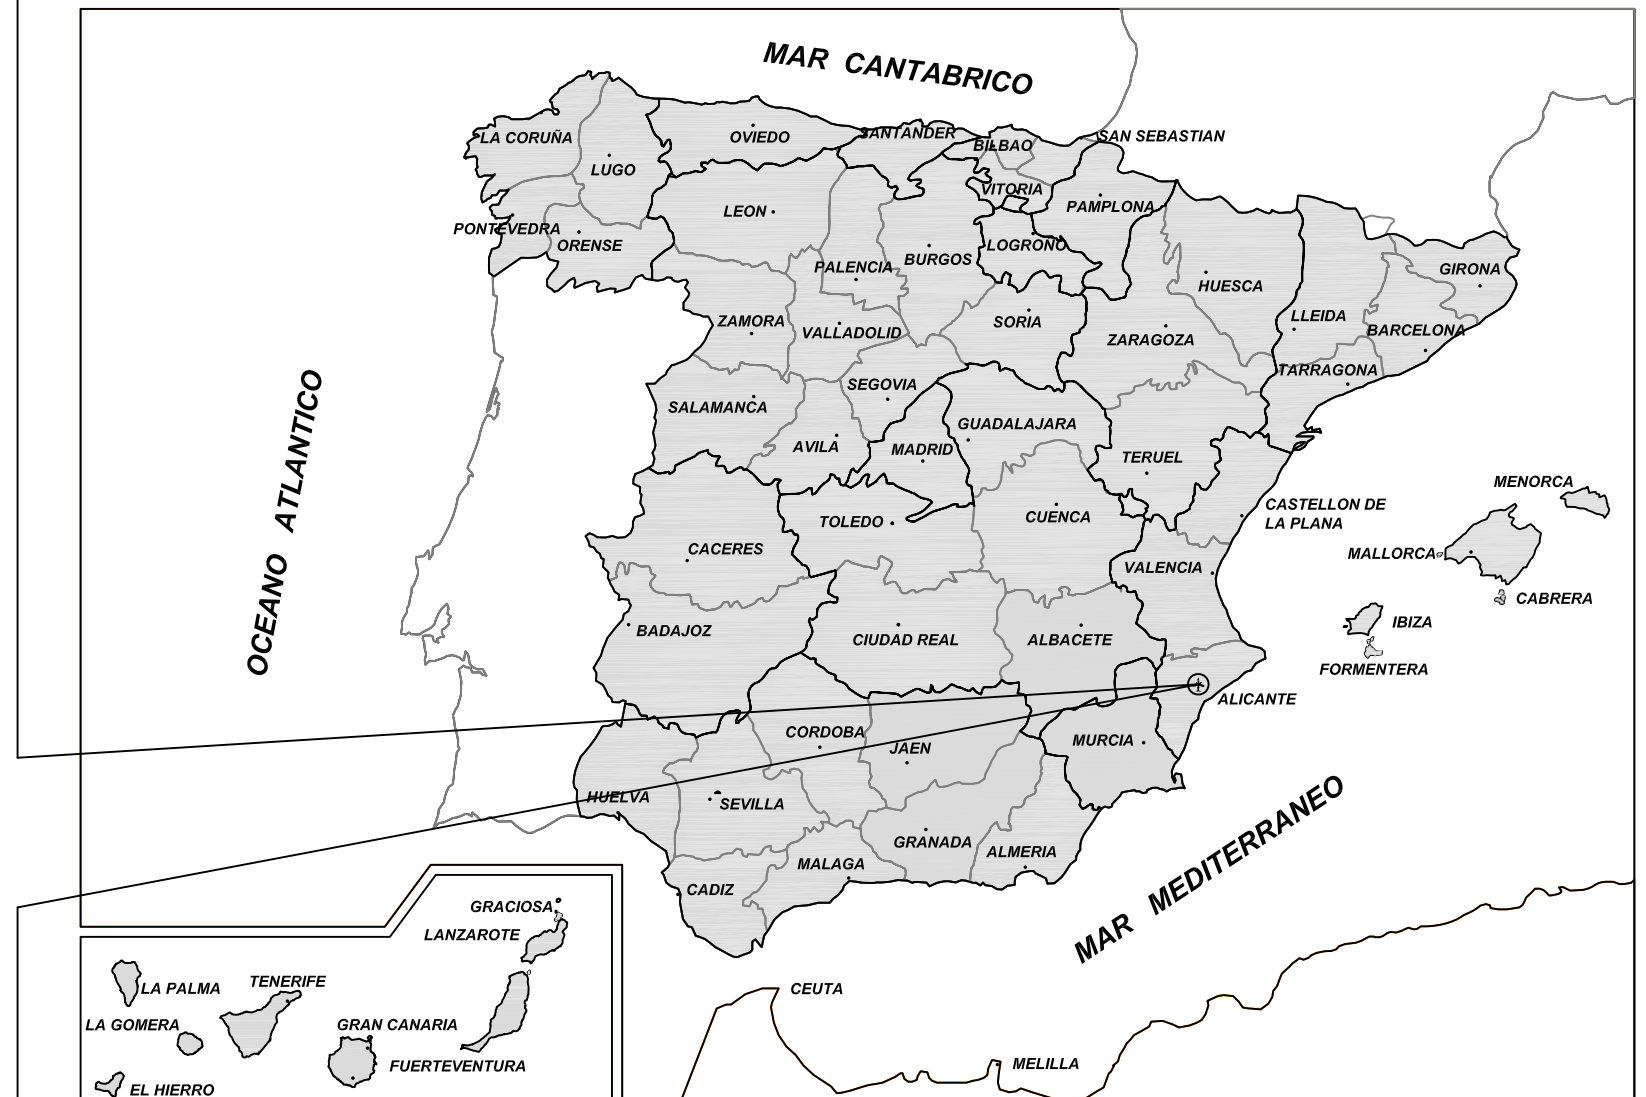 MAR CANTABRICO
LA CORUÑA
LUGO
OVIEDO
SANTANDER
BILBAO
SAN SEBASTIAN
VITORIA
PAMPLONA
LEON
PONTEVEDRA
ORENSE
PALENCIA
BURGOS
LOGROÑO
HUESCA
GIRONA
LLEIDA
BARCELONA
ZAMORA
VALLADOLID
SORIA
ZARAGOZA
TARRAGONA
SEGOVIA
SALAMANCA
AVILA
MADRID
GUADALAJARA
TERUEL
OCEANO ATLANTICO
TOLEDO
CUENCA
CASTELLON DE
LA PLANA
MENORCA
MALLORCA
CABRERA
IBIZA
FORMENTERA
CACERES
VALENCIA
BADAJOZ
CIUDAD REAL
ALBACETE
ALICANTE
CORDOBA
JAEN
MURCIA
HUELVA
SEVILLA
GRANADA
ALMERIA
MALAGA
CADIZ
MAR MEDITERRANEO
GRACIOSA
LANZAROTE
LA PALMA
TENERIFE
LA GOMERA
GRAN CANARIA
FUERTEVENTURA
EL HIERRO
CEUTA
MELILLA